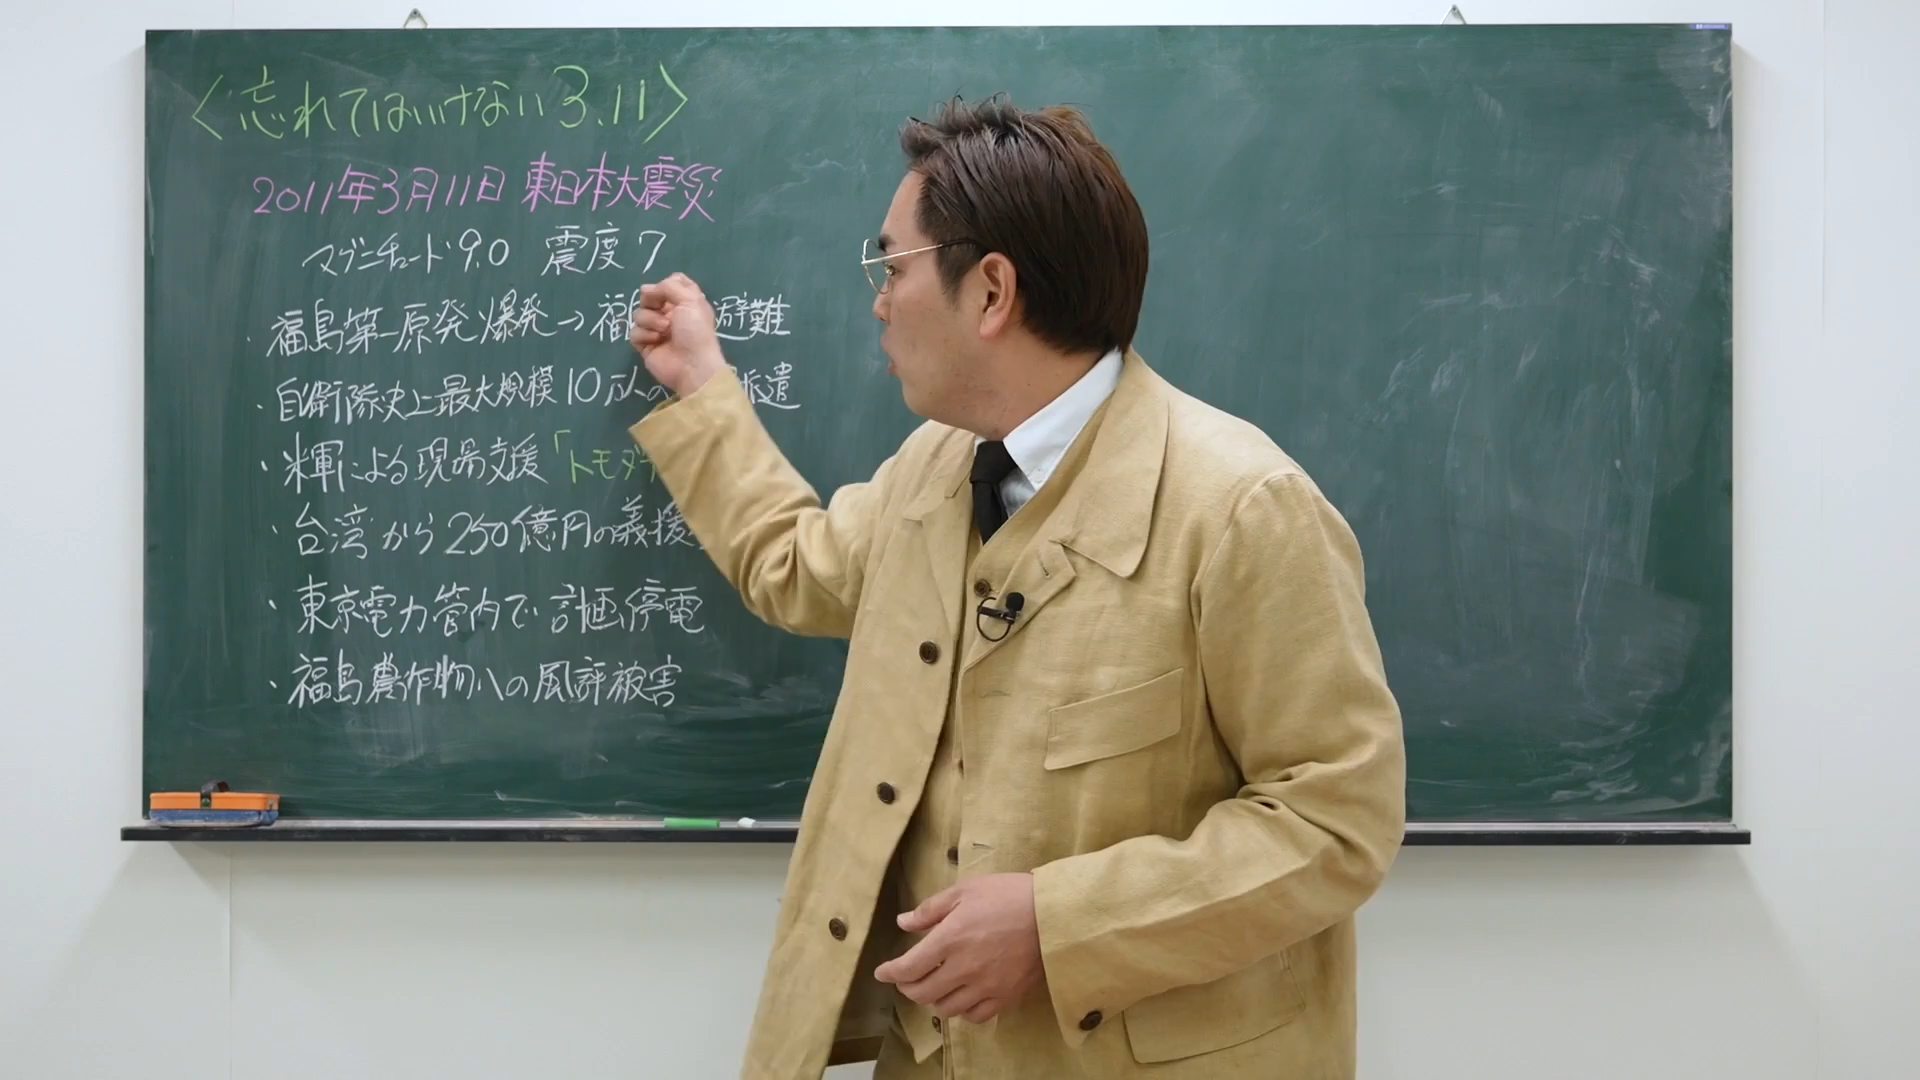 〈忘れてはいけない3.11〉
2011年3月11日 東日本大震災
マグニチュード9.0 震度7
・福島第一原発爆発→福 避難
・自衛隊史上最大規模10万人の 派遣
・米軍による現場支援「トモダチ
・台湾から250億円の義援
・東京電力管内で計画停電
・福島農作物への風評被害